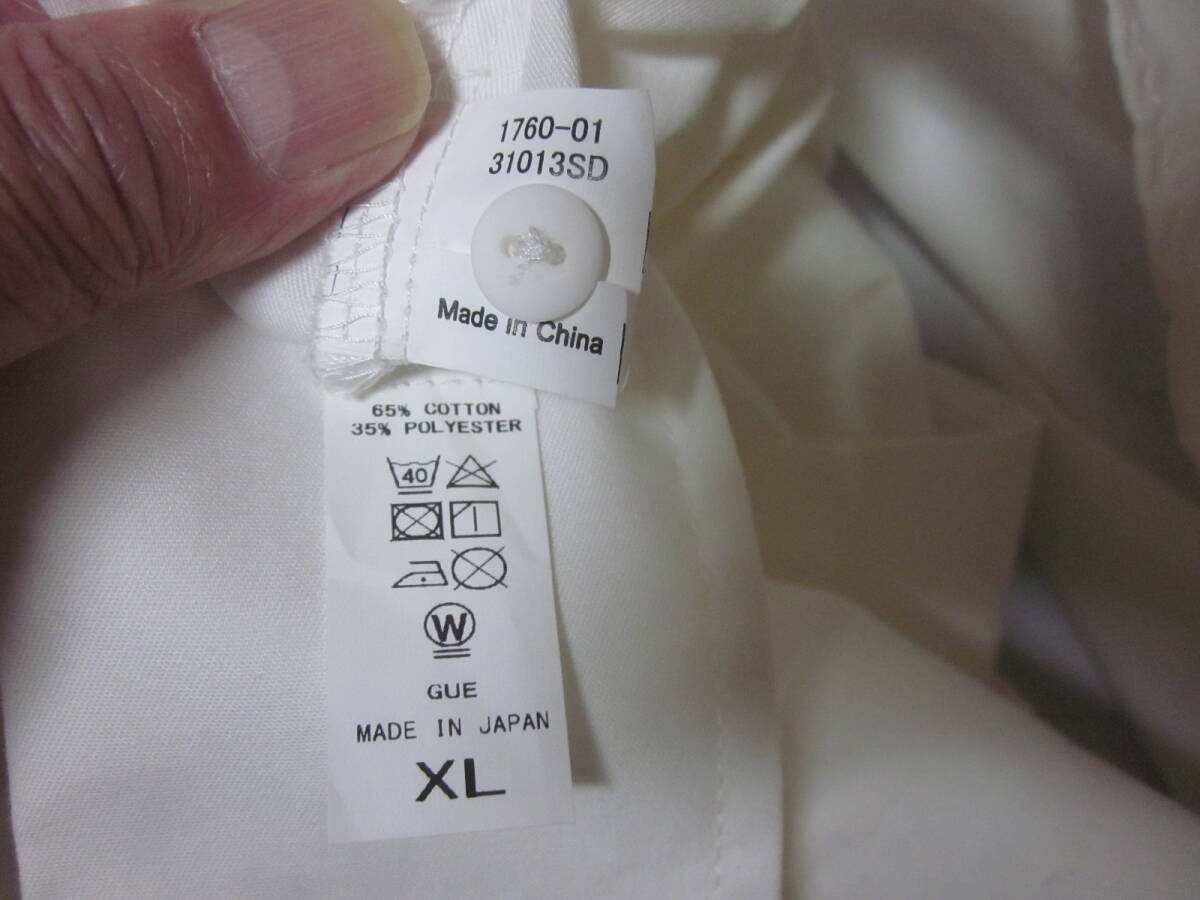 1760-01
31013SD
Made in China
65% COTTON
35% POLYESTER
40
W
GUE
MADE IN JAPAN
XL